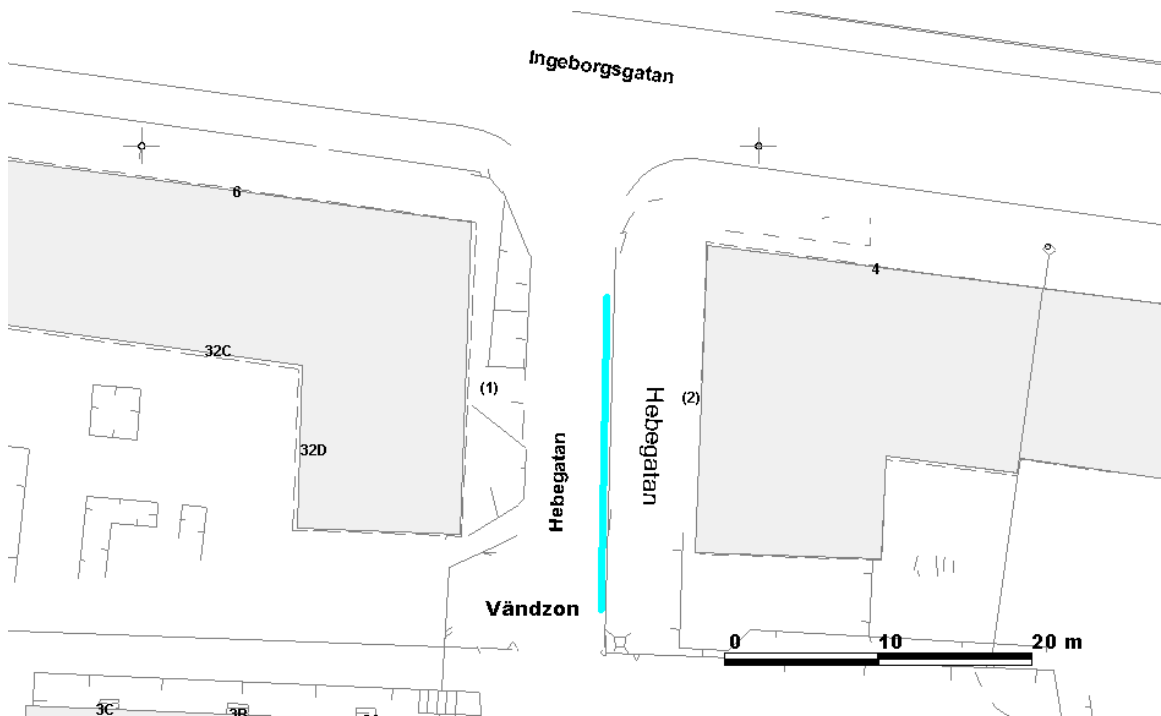 Ingeborgsgatan
6
4
32C
(1)
(2)
Hebegatan
Hebegatan
32D
Vändzon
0 10 20 m
3C
3B